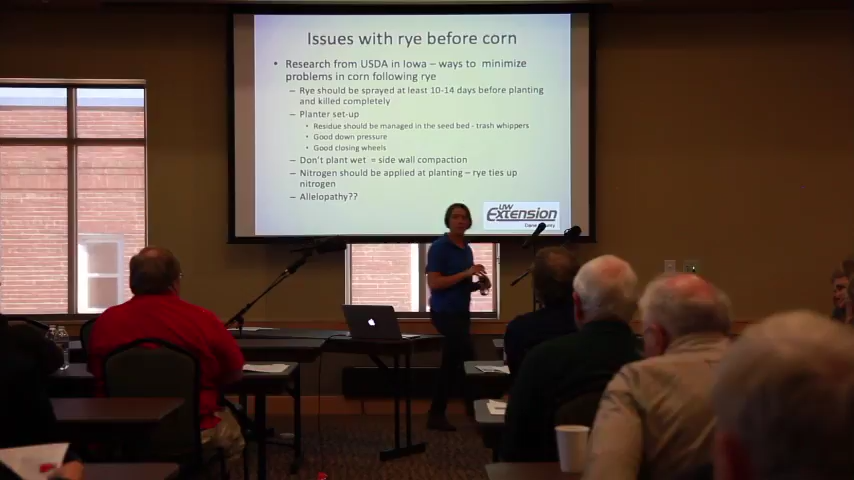 Issues with rye before corn
• Research from USDA in Iowa – ways to minimize
problems in corn following rye
– Rye should be sprayed at least 10-14 days before planting
and killed completely
– Planter set-up
• Residue should be managed in the seed bed - trash whippers
• Good down pressure
• Good closing wheels
– Don't plant wet = side wall compaction
– Nitrogen should be applied at planting – rye ties up
nitrogen
– Allelopathy??
UW
Extension